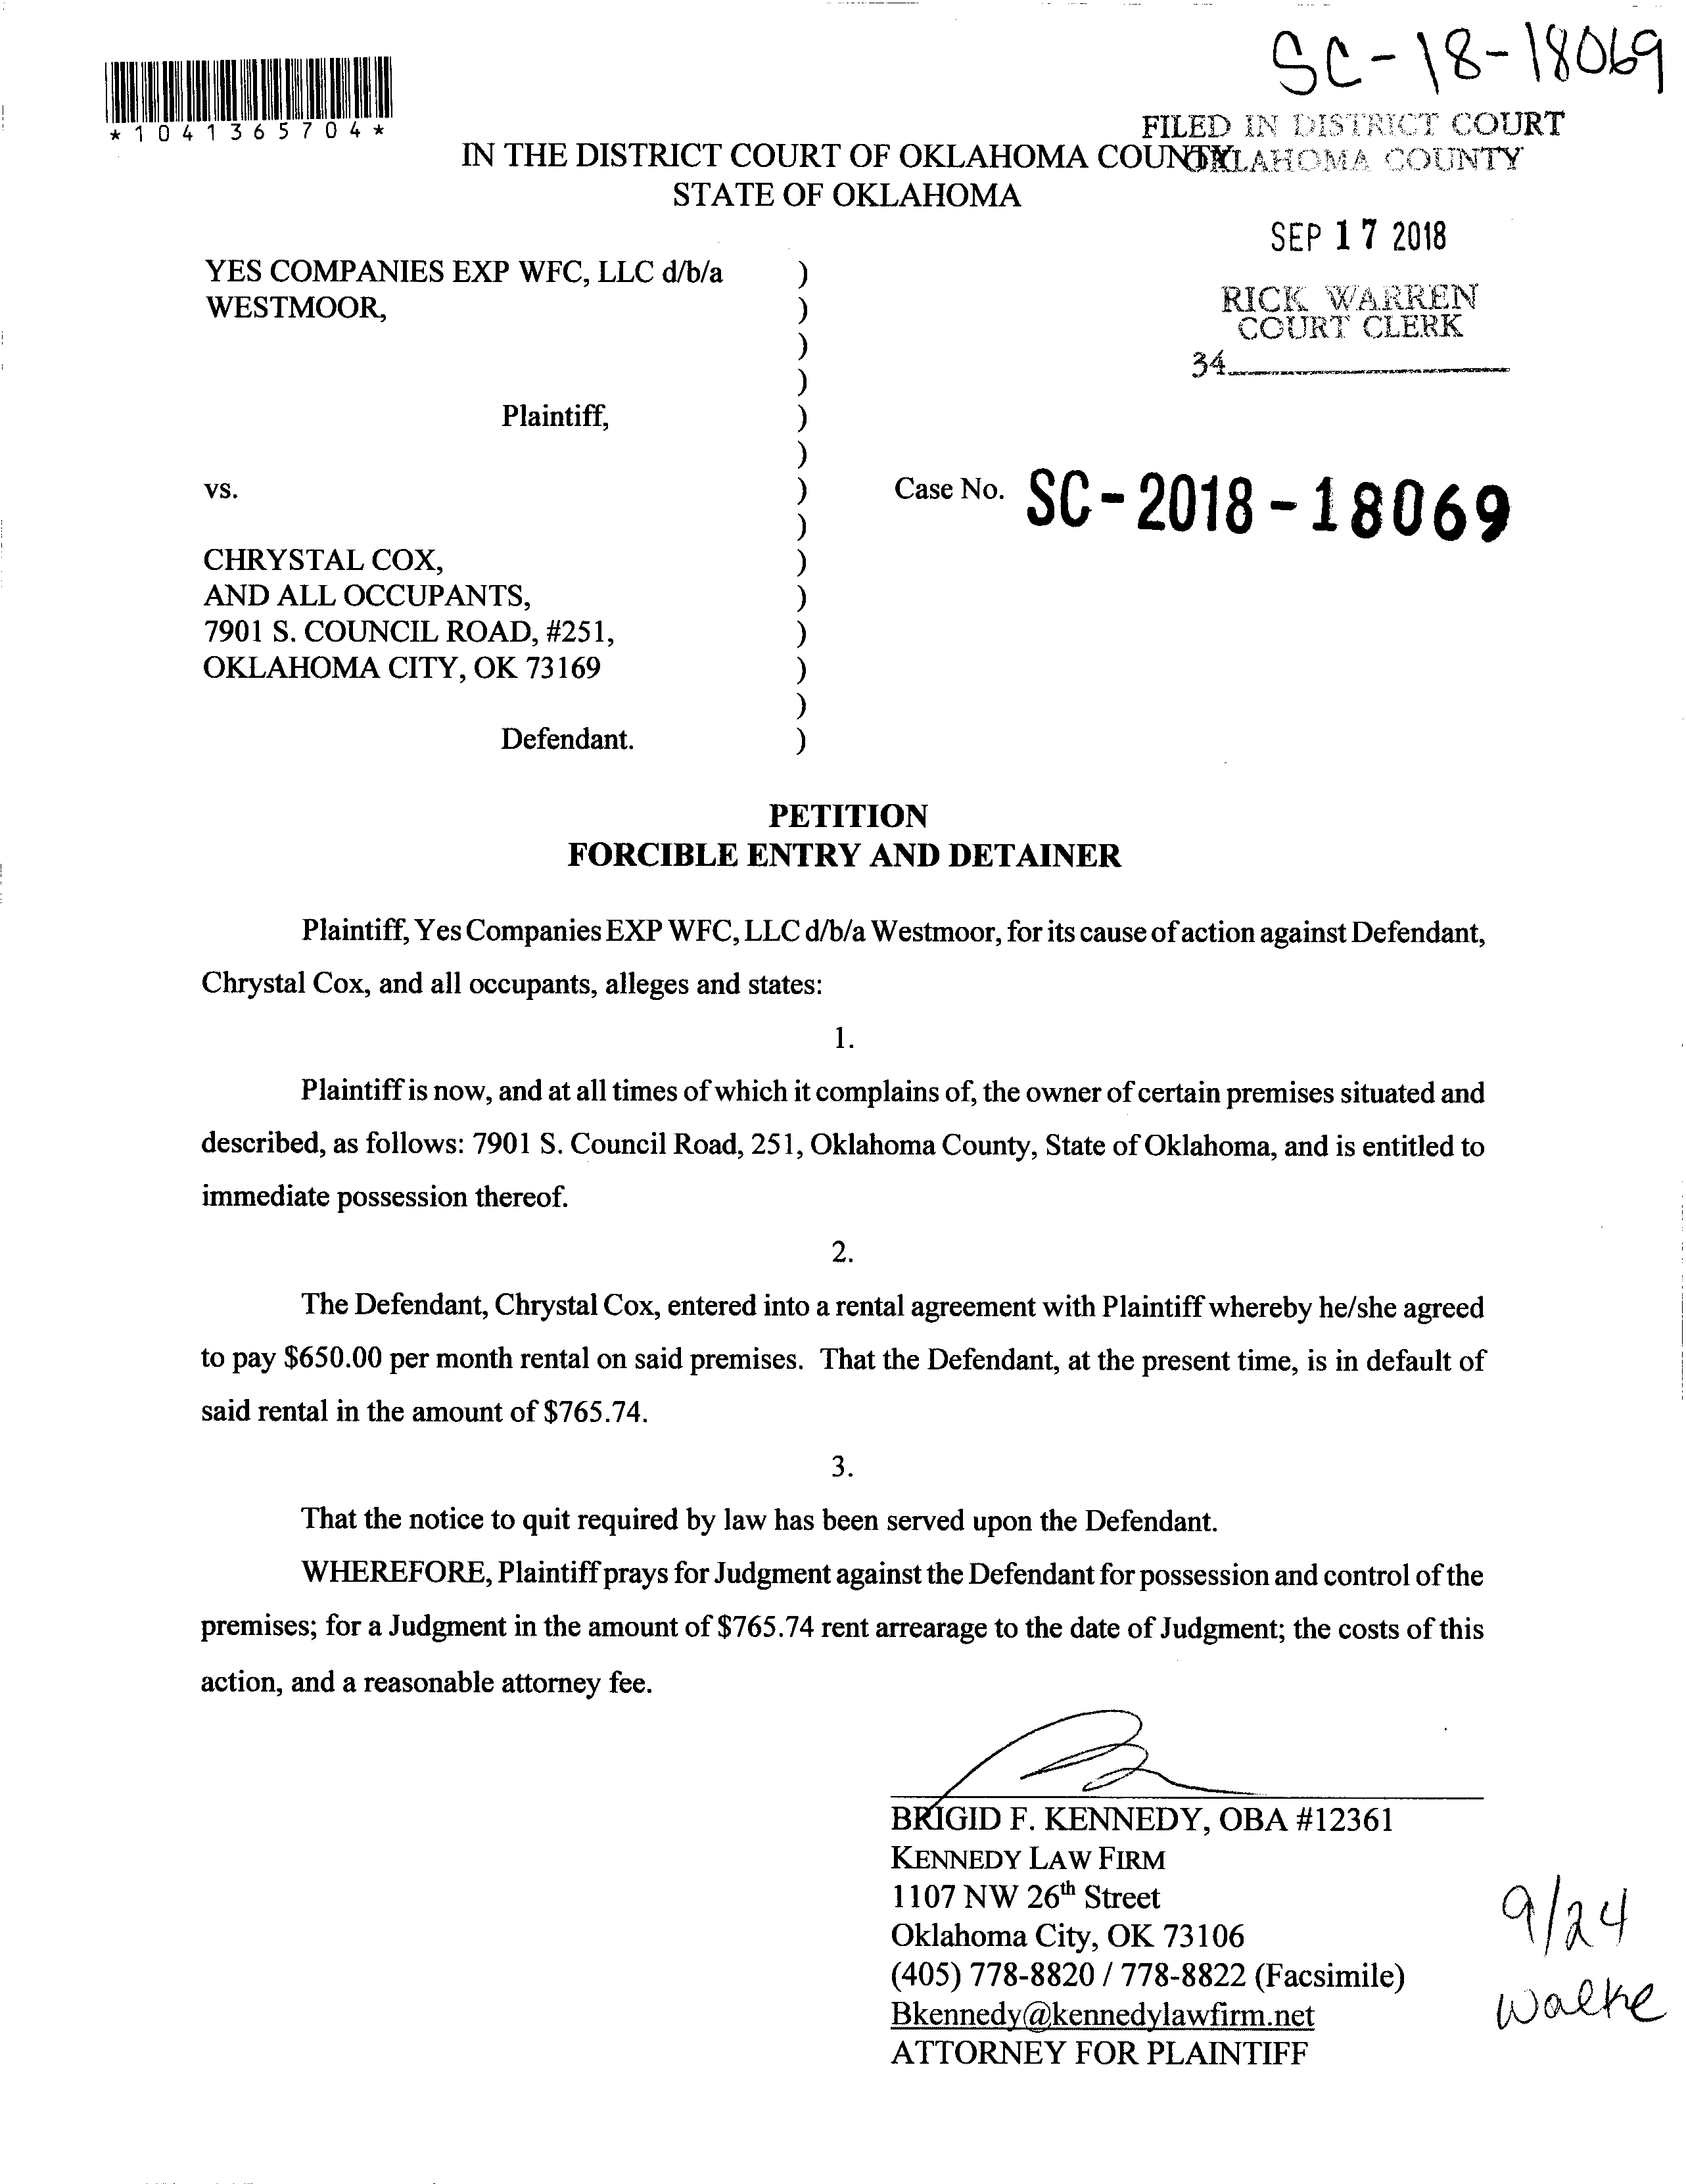 SC-18-18069
*1041365704*
FILED IN DISTRICT COURT
OKLAHOMA COUNTY
IN THE DISTRICT COURT OF OKLAHOMA COUNTY
STATE OF OKLAHOMA
SEP 17 2018
RICK WARREN
COURT CLERK
34
YES COMPANIES EXP WFC, LLC d/b/a )
WESTMOOR, )
)
)
Plaintiff, )
)
vs. ) Case No. SC-2018-18069
)
CHRYSTAL COX, )
AND ALL OCCUPANTS, )
7901 S. COUNCIL ROAD, #251, )
OKLAHOMA CITY, OK 73169 )
)
Defendant. )
PETITION
FORCIBLE ENTRY AND DETAINER
Plaintiff, Yes Companies EXP WFC, LLC d/b/a Westmoor, for its cause of action against Defendant,
Chrystal Cox, and all occupants, alleges and states:
1.
Plaintiff is now, and at all times of which it complains of, the owner of certain premises situated and
described, as follows: 7901 S. Council Road, 251, Oklahoma County, State of Oklahoma, and is entitled to
immediate possession thereof.
2.
The Defendant, Chrystal Cox, entered into a rental agreement with Plaintiff whereby he/she agreed
to pay $650.00 per month rental on said premises. That the Defendant, at the present time, is in default of
said rental in the amount of $765.74.
3.
That the notice to quit required by law has been served upon the Defendant.
WHEREFORE, Plaintiff prays for Judgment against the Defendant for possession and control of the
premises; for a Judgment in the amount of $765.74 rent arrearage to the date of Judgment; the costs of this
action, and a reasonable attorney fee.
BRIGID F. KENNEDY, OBA #12361
KENNEDY LAW FIRM
1107 NW 26th Street
Oklahoma City, OK 73106
(405) 778-8820 / 778-8822 (Facsimile)
Bkennedy@kennedylawfirm.net
ATTORNEY FOR PLAINTIFF
9/24
Walke